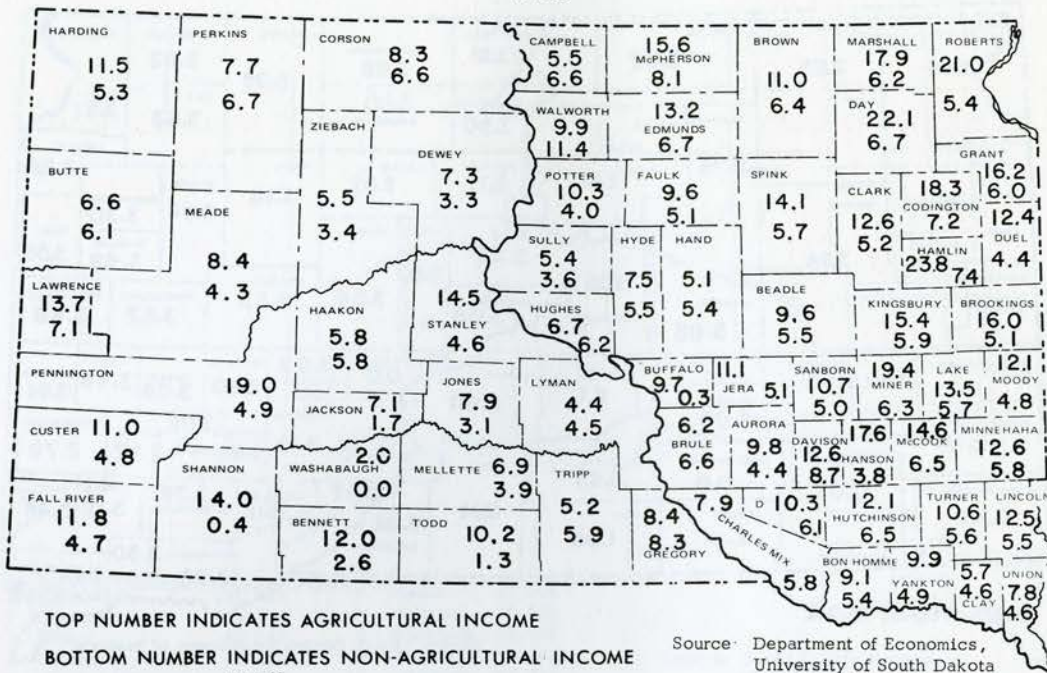 HARDING
11.5
5.3
PERKINS
7.7
6.7
CORSON
8.3
6.6
CAMPBELL
5.5
6.6
15.6
McPHERSON
8.1
BROWN
11.0
6.4
MARSHALL
17.9
6.2
ROBERTS
21.0
5.4
WALWORTH
9.9
11.4
13.2
EDMUNDS
6.7
DAY
22.1
6.7
ZIEBACH
5.5
3.4
DEWEY
7.3
3.3
GRANT
16.2
6.0
BUTTE
6.6
6.1
MEADE
8.4
4.3
POTTER
10.3
4.0
FAULK
9.6
5.1
SPINK
14.1
5.7
CLARK
12.6
5.2
18.3
CODINGTON
7.2
12.4
DUEL
4.4
HAMLIN
23.8
7.4
SULLY
5.4
3.6
HYDE
7.5
5.5
HAND
5.1
5.4
LAWRENCE
13.7
7.1
HAAKON
5.8
5.8
14.5
STANLEY
4.6
HUGHES
6.7
6.2
BEADLE
9.6
5.5
KINGSBURY
15.4
5.9
BROOKINGS
16.0
5.1
PENNINGTON
19.0
4.9
JACKSON
7.1
1.7
JONES
7.9
3.1
LYMAN
4.4
4.5
BUFFALO
9.7
0.3
11.1
JERA
5.1
SANBORN
10.7
5.0
19.4
MINER
6.3
LAKE
13.5
5.7
12.1
MOODY
4.8
CUSTER
11.0
4.8
6.2
BRULE
6.6
AURORA
9.8
4.4
DAVISON
12.6
8.7
17.6
HANSON
3.8
14.6
McCOOK
6.5
MINNEHAHA
12.6
5.8
SHANNON
14.0
0.4
2.0
WASHABAUGH
0.0
MELLETTE
6.9
3.9
TRIPP
5.2
5.9
FALL RIVER
11.8
4.7
BENNETT
12.0
2.6
TODD
10.2
1.3
8.4
8.3
GREGORY
7.9
CHARLES MIX
5.8
D
10.3
6.1
12.1
HUTCHINSON
6.5
TURNER
10.6
5.6
LINCOLN
12.5
5.5
BON HOMME
9.1
5.4
9.9
YANKTON
4.9
5.7
4.6
CLAY
UNION
7.8
4.6
TOP NUMBER INDICATES AGRICULTURAL INCOME
BOTTOM NUMBER INDICATES NON-AGRICULTURAL INCOME
Source Department of Economics,
University of South Dakota